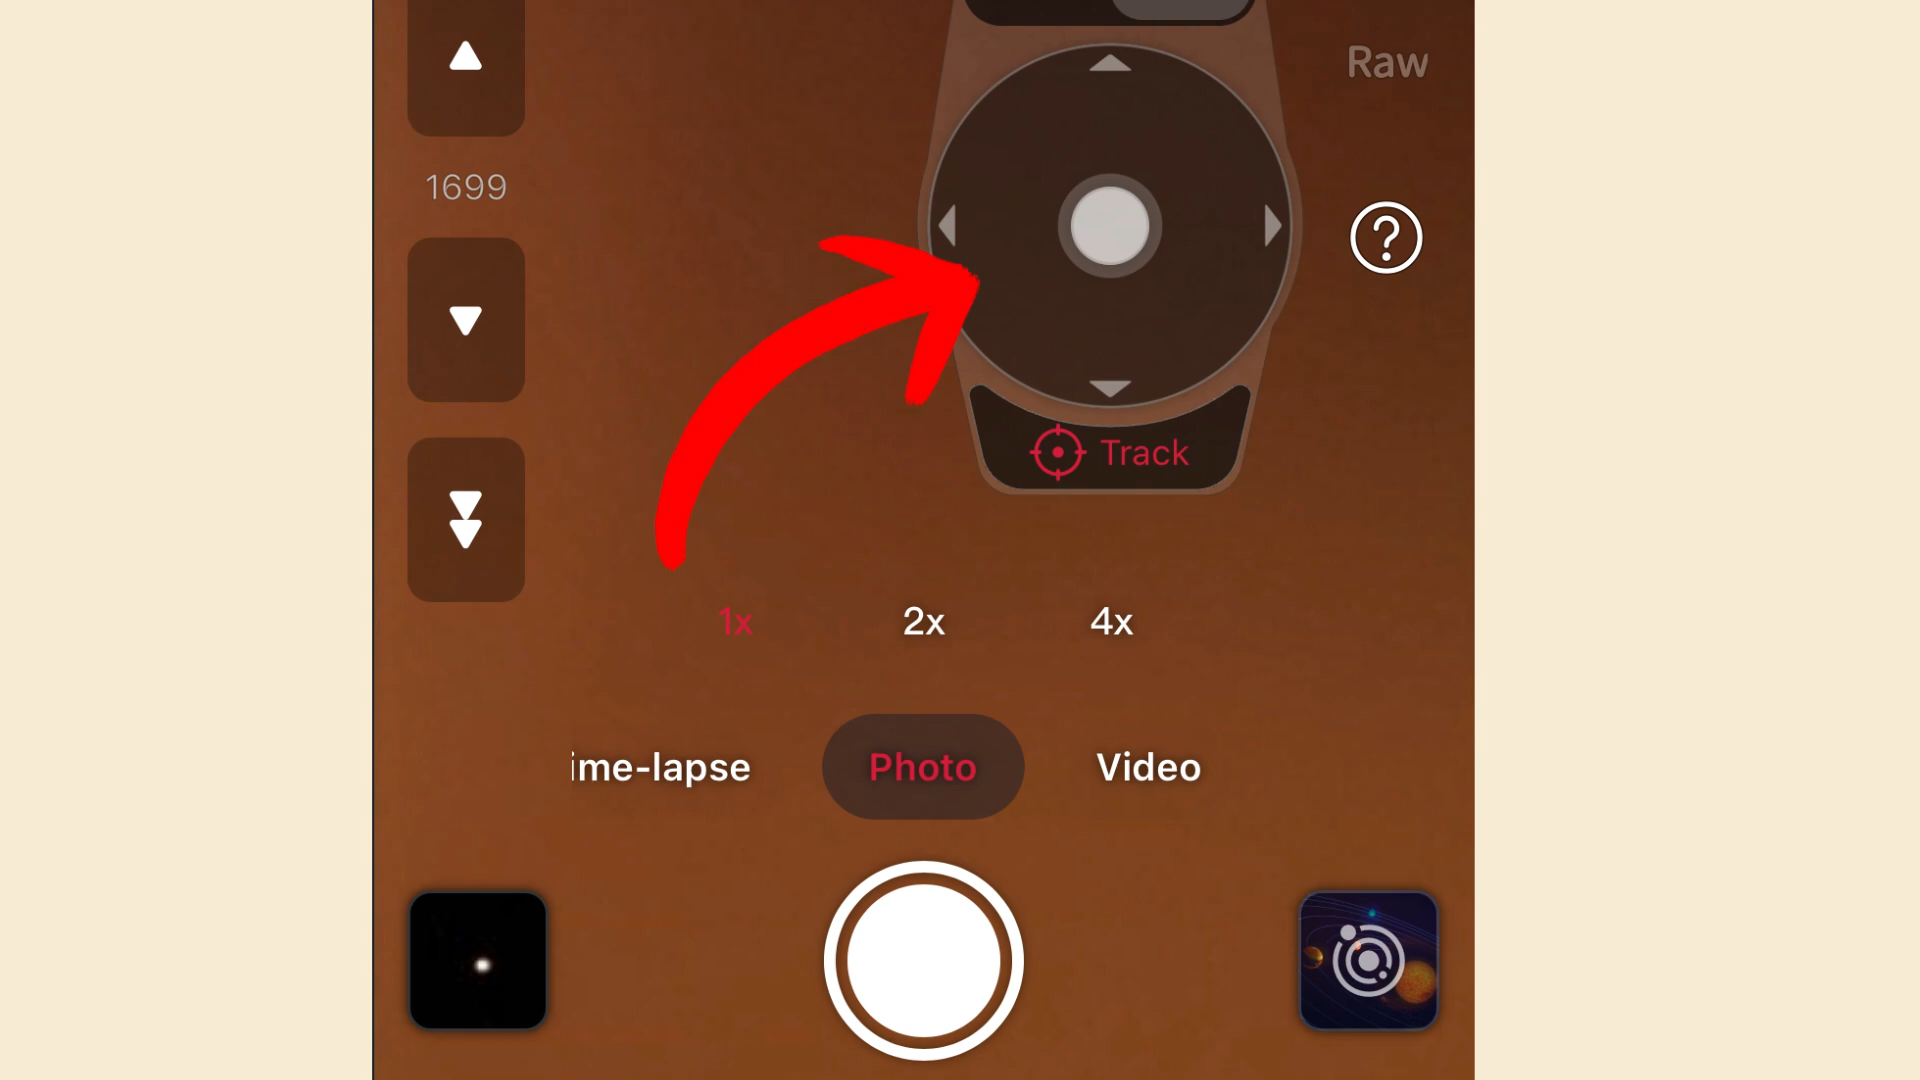 Raw
1699
?
Track
1x 2x 4x
ime-lapse Photo Video